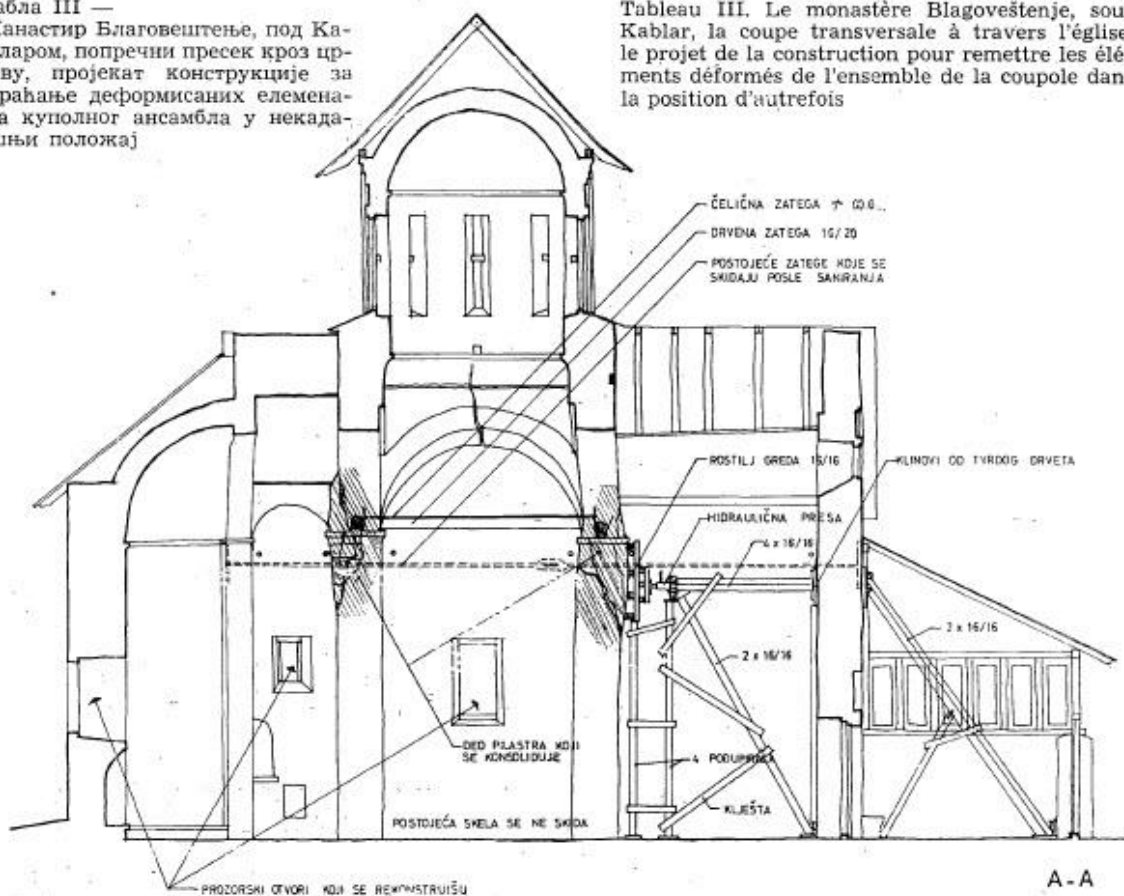 абла III —
Манастир Благовештење, под Ка-
ларом, попречни пресек кроз цр-
ву, пројекат конструкције за
раћање деформисаних елемена-
а куполног ансамбла у некада-
шњи положај
Tableau III. Le monastère Blagoveštenje, sou
Kablar, la coupe transversale à travers l'église
le projet de la construction pour remettre les élé-
ments déformés de l'ensemble de la coupole dan
la position d'autrefois
ČELIČNA ZATEGA
DRVENA ZATEGA 16/20
POSTOJEĆE ZATEGE KOJE SE
SKIDAJU POSLE SANIRANJA
ROSTILJ GREDA 16/16
KLINOVI OD TVRDOG DRVETA
HIDRAULIČNA PRESA
4 x 16/16
2 x 16/16
2 x 16/16
DEO PILASTRA KOJI
SE KONSOLIDUJE
4 PODUPIRAČA
KLJEŠTA
POSTOJEĆA SKELA SE NE SKIDA
PROZORSKI OTVORI KOJI SE REKONSTRUIŠU
A-A